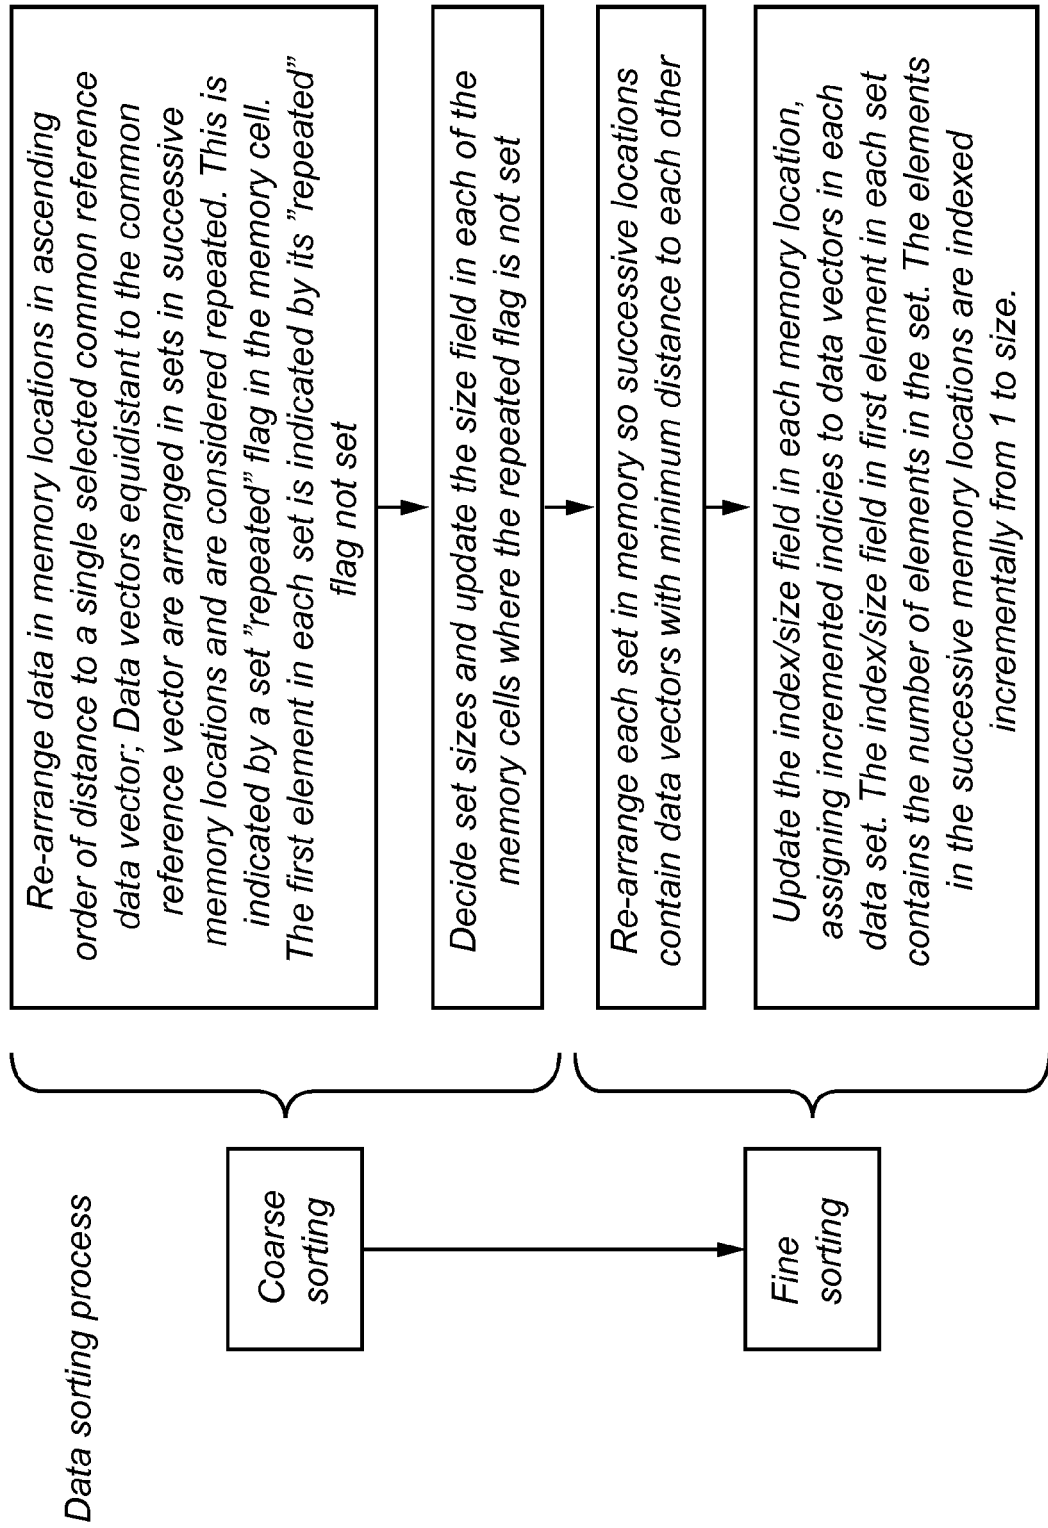 Data sorting process
Coarse
sorting
Re-arrange data in memory locations in ascending
order of distance to a single selected common reference
data vector; Data vectors equidistant to the common
reference vector are arranged in sets in successive
memory locations and are considered repeated. This is
indicated by a set ”repeated” flag in the memory cell.
The first element in each set is indicated by its ”repeated”
flag not set
Decide set sizes and update the size field in each of the
memory cells where the repeated flag is not set
Fine
sorting
Re-arrange each set in memory so successive locations
contain data vectors with minimum distance to each other
Update the index/size field in each memory location,
assigning incremented indicies to data vectors in each
data set. The index/size field in first element in each set
contains the number of elements in the set. The elements
in the successive memory locations are indexed
incrementally from 1 to size.